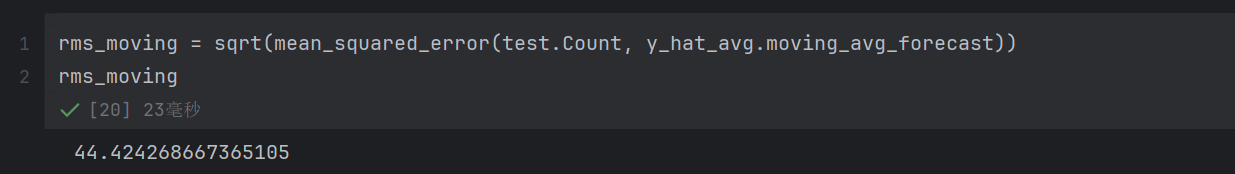 1 rms_moving = sqrt(mean_squared_error(test.Count, y_hat_avg.moving_avg_forecast))
2 rms_moving
[20] 23毫秒
44.424268667365105